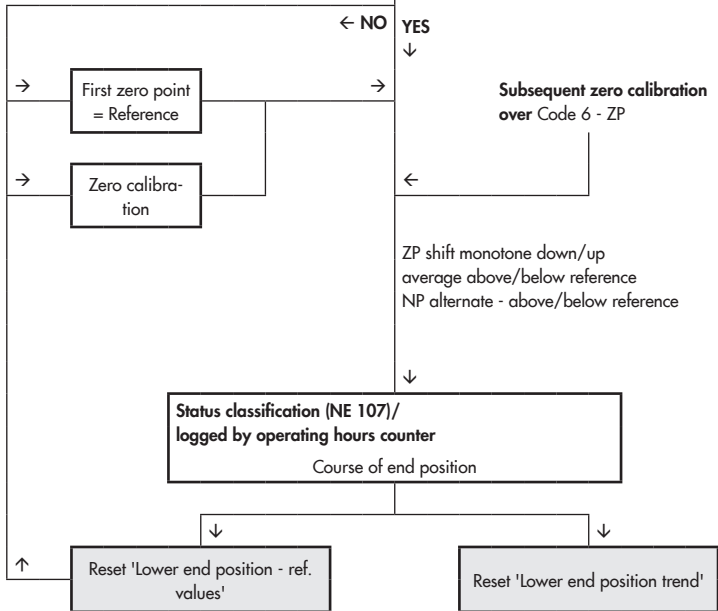 ← NO YES
↓
→
First zero point
= Reference
→
Subsequent zero calibration
over Code 6 - ZP
→
Zero calibra-
tion
←
ZP shift monotone down/up
average above/below reference
NP alternate - above/below reference
↓
Status classification (NE 107)/
logged by operating hours counter
Course of end position
↓ ↓
↑
Reset 'Lower end position - ref.
values'
Reset 'Lower end position trend'